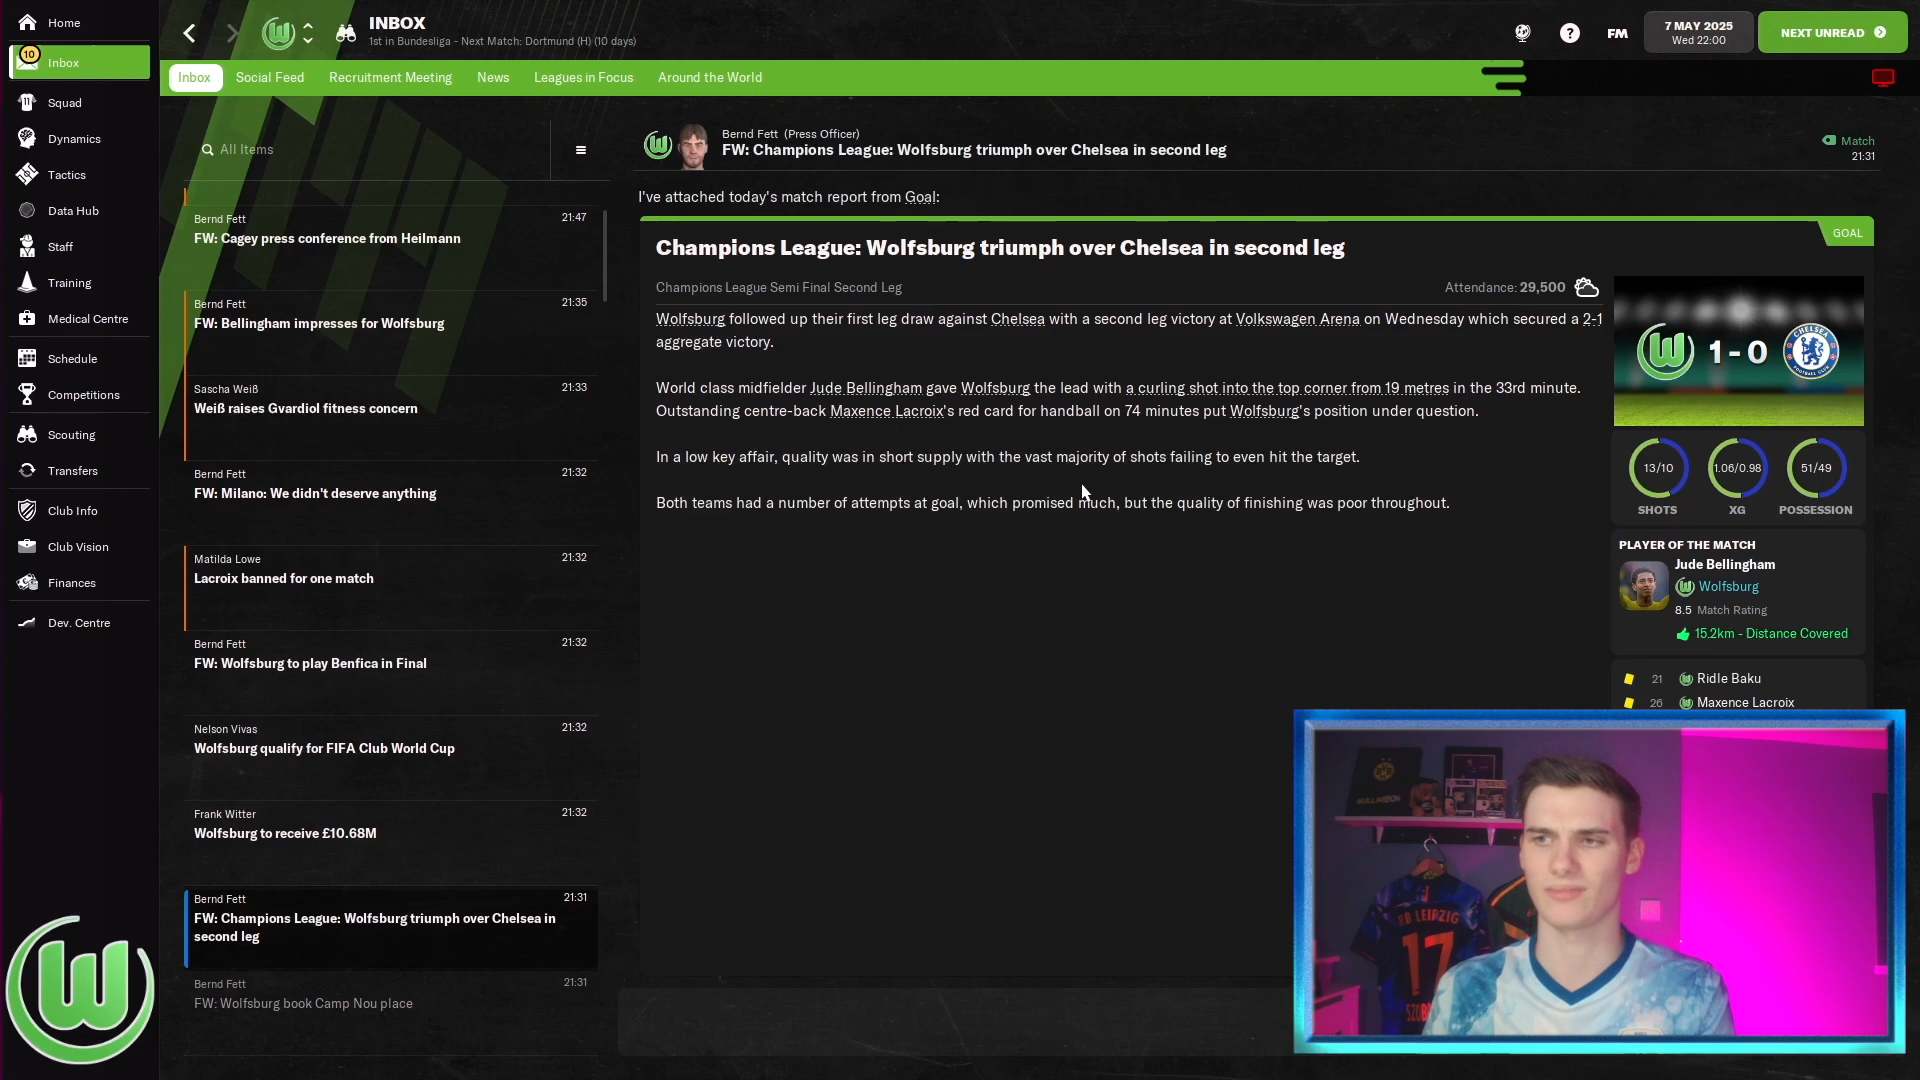 Home
10
Inbox
Squad
Dynamics
Tactics
Data Hub
Staff
Training
Medical Centre
Schedule
Competitions
Scouting
Transfers
Club Info
Club Vision
Finances
Dev. Centre
INBOX
1st in Bundesliga - Next Match: Dortmund (H) (10 days)
?
FM
7 MAY 2025
Wed 22:00
NEXT UNREAD
Inbox Social Feed Recruitment Meeting News Leagues in Focus Around the World
All Items
Bernd Fett 21:47
FW: Cagey press conference from Heilmann
Bernd Fett 21:35
FW: Bellingham impresses for Wolfsburg
Sascha Weiß 21:33
Weiß raises Gvardiol fitness concern
Bernd Fett 21:32
FW: Milano: We didn't deserve anything
Matilda Lowe 21:32
Lacroix banned for one match
Bernd Fett 21:32
FW: Wolfsburg to play Benfica in Final
Nelson Vivas 21:32
Wolfsburg qualify for FIFA Club World Cup
Frank Witter 21:32
Wolfsburg to receive £10.68M
Bernd Fett 21:31
FW: Champions League: Wolfsburg triumph over Chelsea in
second leg
Bernd Fett 21:31
FW: Wolfsburg book Camp Nou place
Bernd Fett (Press Officer)
FW: Champions League: Wolfsburg triumph over Chelsea in second leg
Match
21:31
I've attached today's match report from Goal:
GOAL
Champions League: Wolfsburg triumph over Chelsea in second leg
Champions League Semi Final Second Leg Attendance: 29,500
Wolfsburg followed up their first leg draw against Chelsea with a second leg victory at Volkswagen Arena on Wednesday which secured a 2-1
aggregate victory.
World class midfielder Jude Bellingham gave Wolfsburg the lead with a curling shot into the top corner from 19 metres in the 33rd minute.
Outstanding centre-back Maxence Lacroix's red card for handball on 74 minutes put Wolfsburg's position under question.
In a low key affair, quality was in short supply with the vast majority of shots failing to even hit the target.
Both teams had a number of attempts at goal, which promised much, but the quality of finishing was poor throughout.
1 - 0
13/10 1.06/0.98 51/49
SHOTS XG POSSESSION
PLAYER OF THE MATCH
Jude Bellingham
Wolfsburg
8.5 Match Rating
15.2km - Distance Covered
21 Ridle Baku
26 Maxence Lacroix
RB LEIPZIG
17